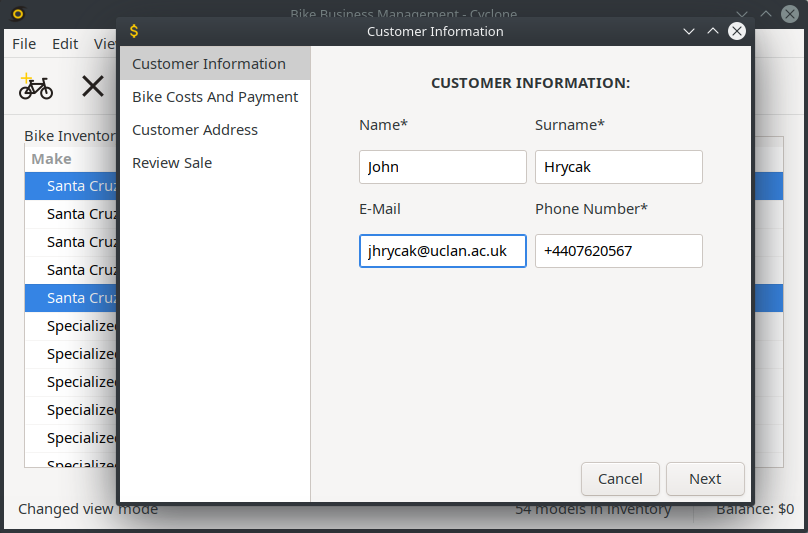 Bike Business Management - Cyclone
Customer Information
File Edit View
Customer Information
Bike Costs And Payment
Customer Address
Review Sale
CUSTOMER INFORMATION:
Name* Surname*
John Hrycak
E-Mail Phone Number*
jhrycak@uclan.ac.uk +4407620567
Cancel Next
Bike Inventor
Make
Santa Cruz
Santa Cruz
Santa Cruz
Santa Cruz
Santa Cruz
Specialized
Specialized
Specialized
Specialized
Specialized
Specialized
Changed view mode 54 models in inventory Balance: $0